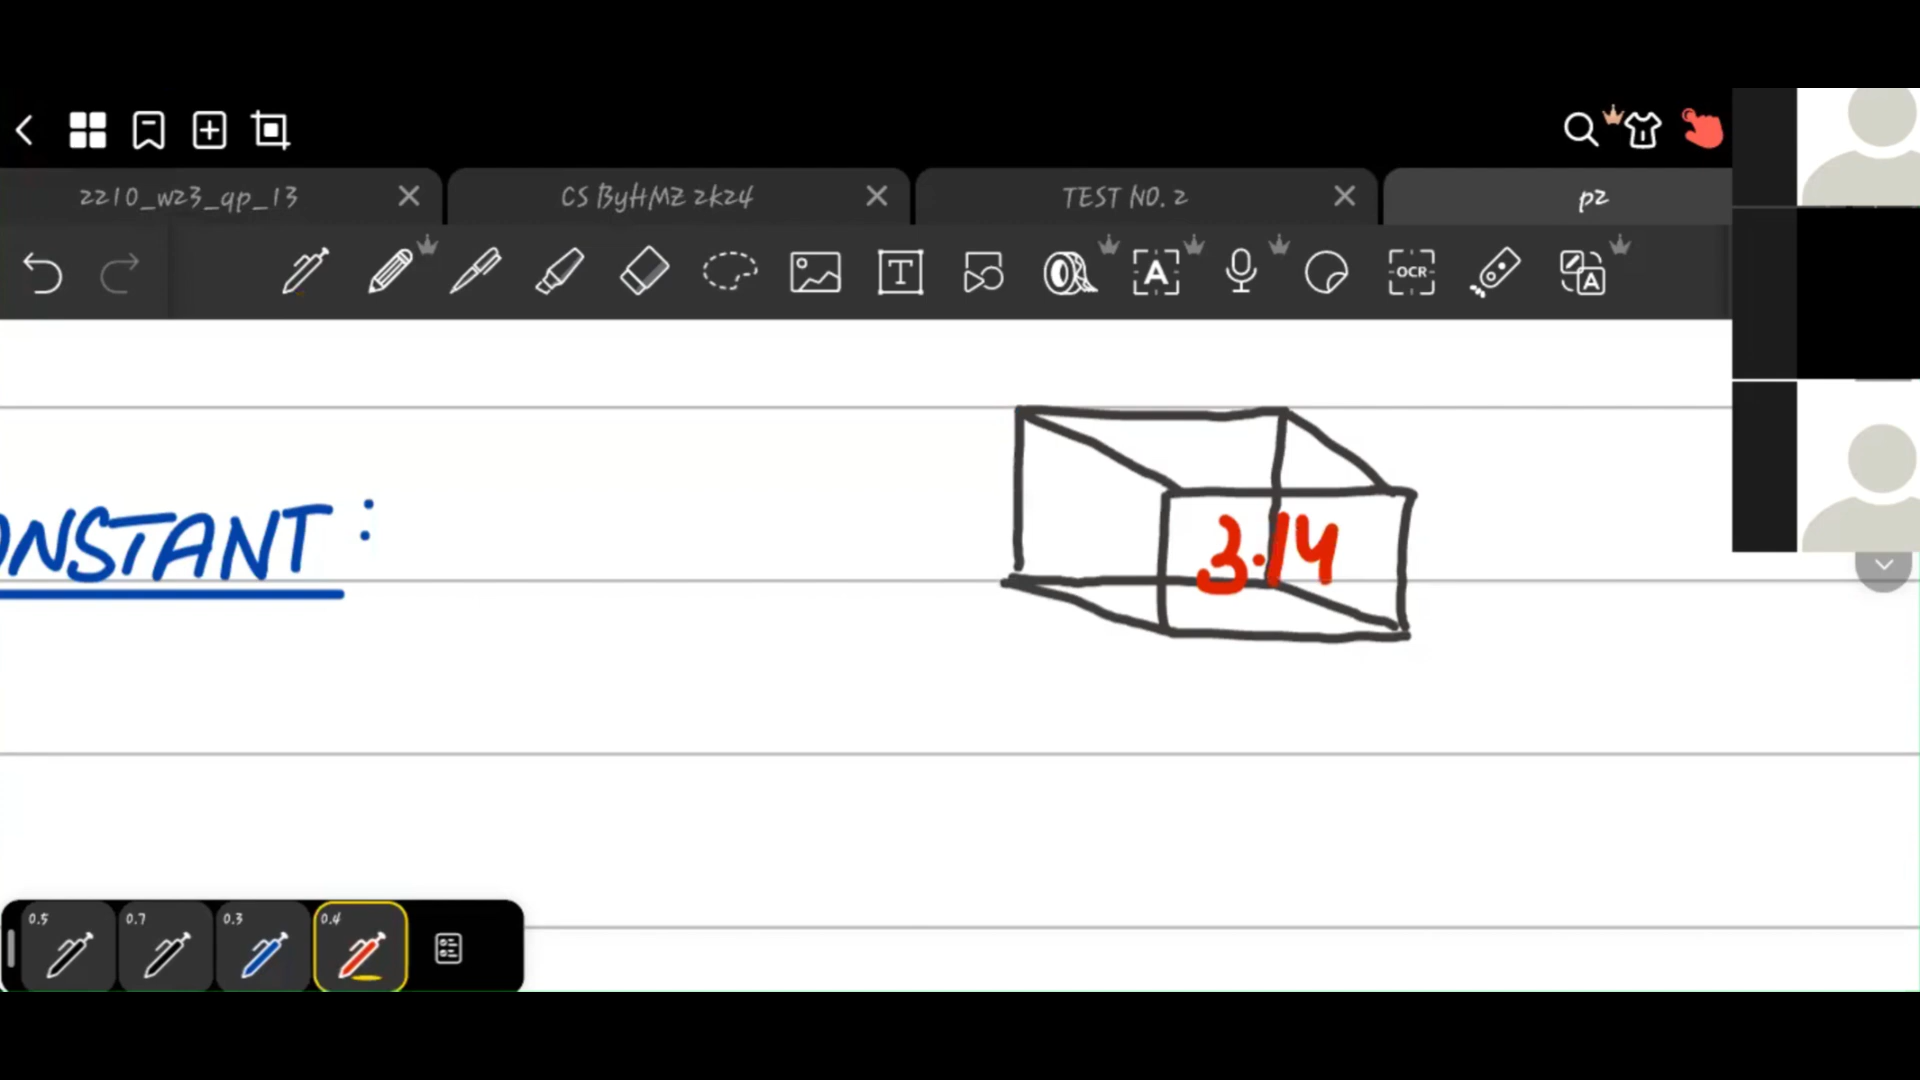 2210_w23_qp_13
CS ByHMZ 2k24
TEST NO. 2
p2
T
A
OCR
A
ONSTANT :
3.14
0.5
0.7
0.3
0.4